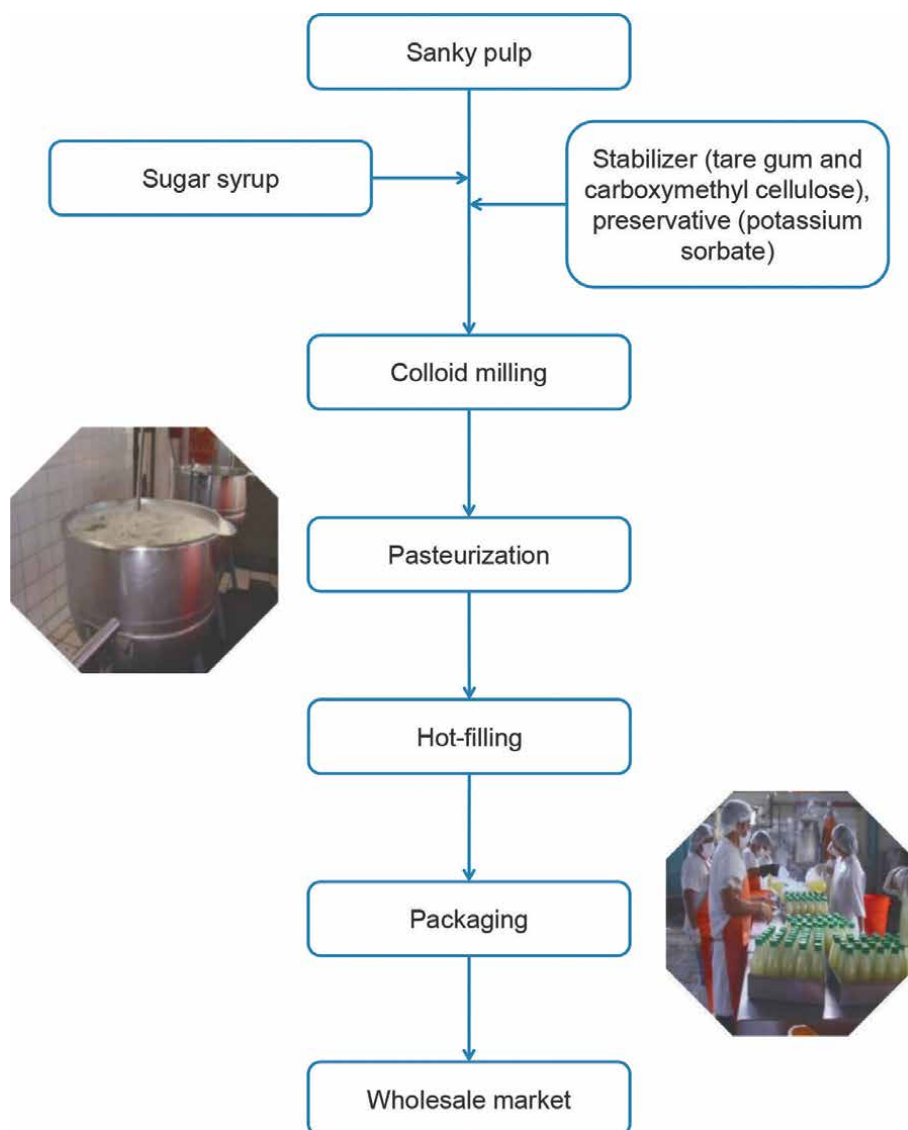 Sanky pulp
Sugar syrup
Stabilizer (tare gum and
carboxymethyl cellulose),
preservative (potassium
sorbate)
Colloid milling
Pasteurization
Hot-filling
Packaging
Wholesale market